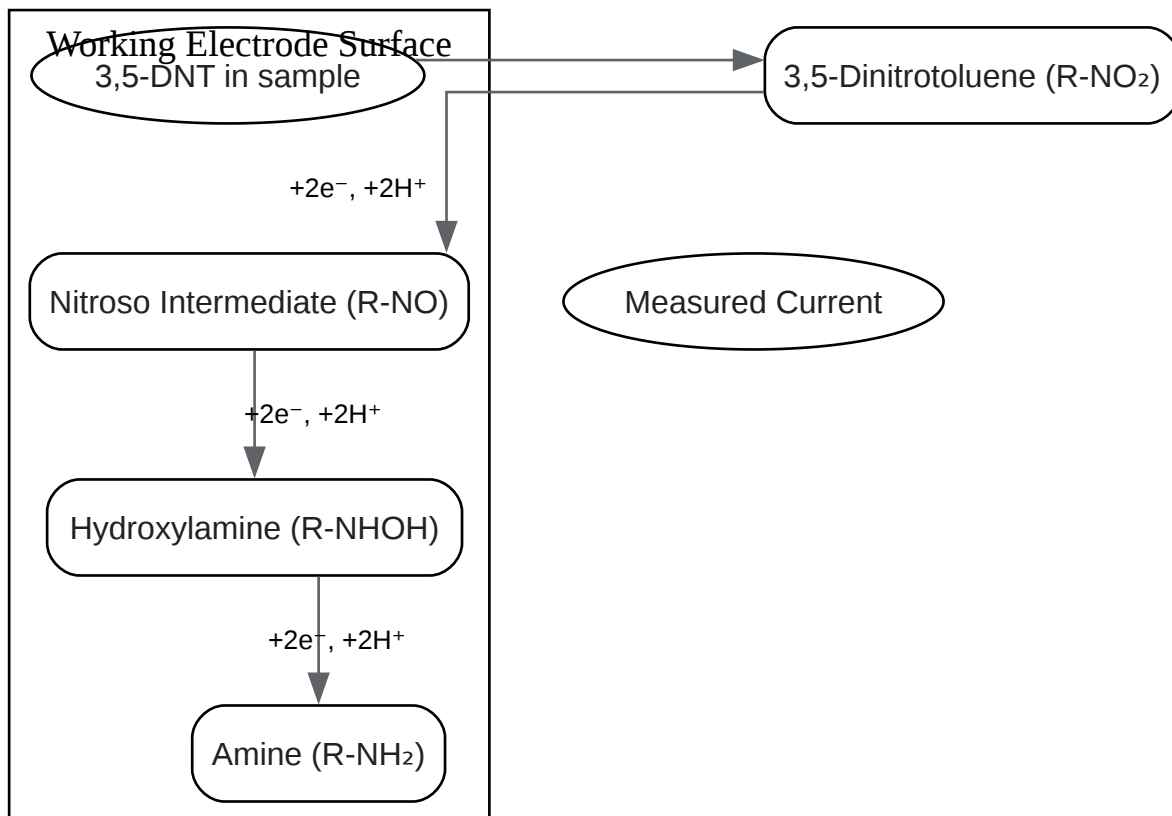 Working Electrode Surface
3,5-DNT in sample
3,5-Dinitrotoluene (R-NO₂)
+2e⁻, +2H⁺
Nitroso Intermediate (R-NO)
Measured Current
+2e⁻, +2H⁺
Hydroxylamine (R-NHOH)
+2e⁻, +2H⁺
Amine (R-NH₂)